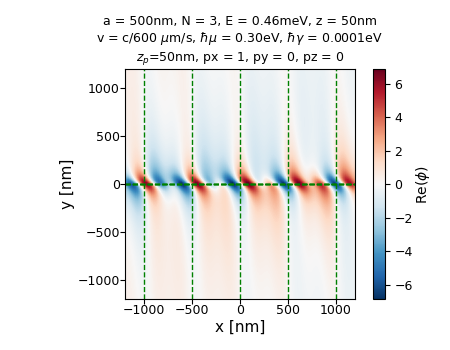 a = 500nm, N = 3, E = 0.46meV, z = 50nm
v = c/600 μm/s, ℏμ = 0.30eV, ℏγ = 0.0001eV
z_p=50nm, px = 1, py = 0, pz = 0
y [nm]
1000
500
0
−500
−1000
−1000 −500 0 500 1000
x [nm]
6
4
2
0
−2
−4
−6
Re(ϕ)